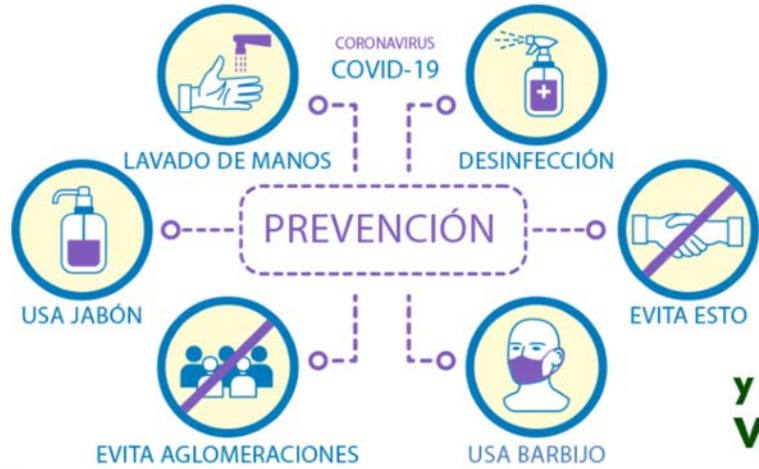 CORONAVIRUS
COVID-19
LAVADO DE MANOS
DESINFECCIÓN
PREVENCIÓN
USA JABÓN
EVITA ESTO
EVITA AGLOMERACIONES
USA BARBIJO
y